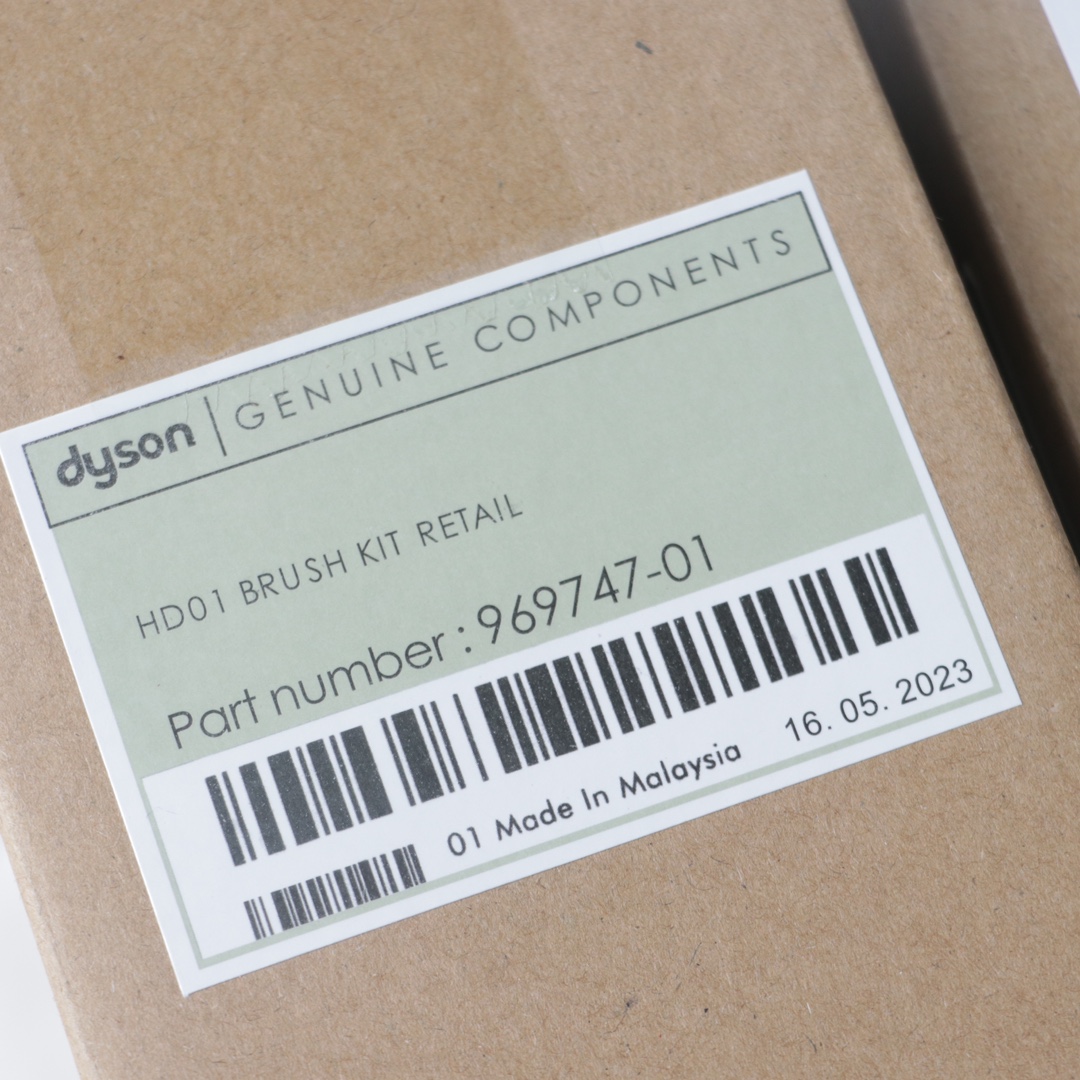 dyson | GENUINE COMPONENTS
HD01 BRUSH KIT RETAIL
Part number : 969747-01
01 Made In Malaysia 16. 05. 2023